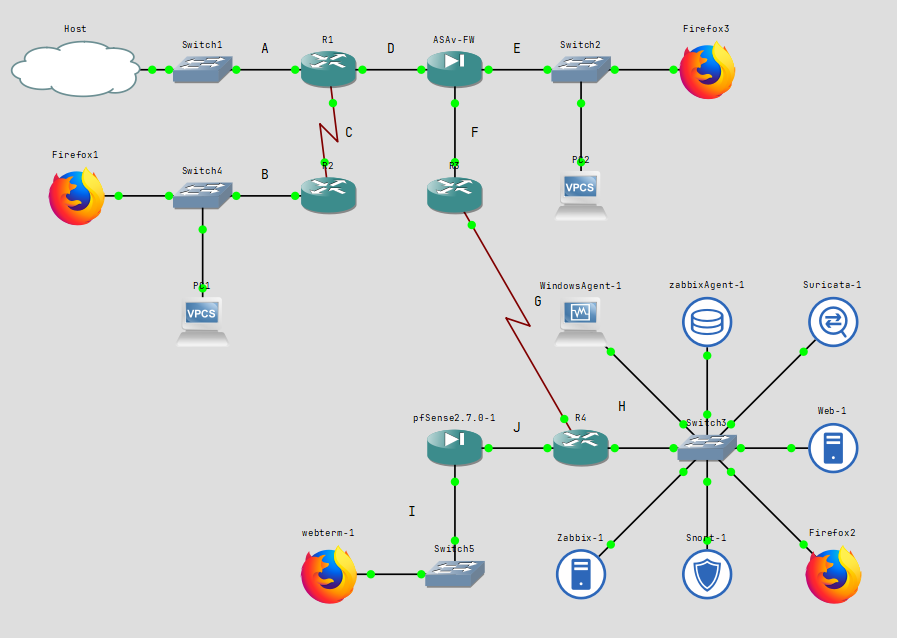 Host
Switch1
A
R1
D
ASAv-FW
E
Switch2
Firefox3
C
F
Firefox1
Switch4
B
R2
R3
PC2
VPCS
PC1
VPCS
G
WindowsAgent-1
zabbixAgent-1
Suricata-1
H
pfSense2.7.0-1
J
R4
Switch3
Web-1
I
webterm-1
Switch5
Zabbix-1
Snort-1
Firefox2